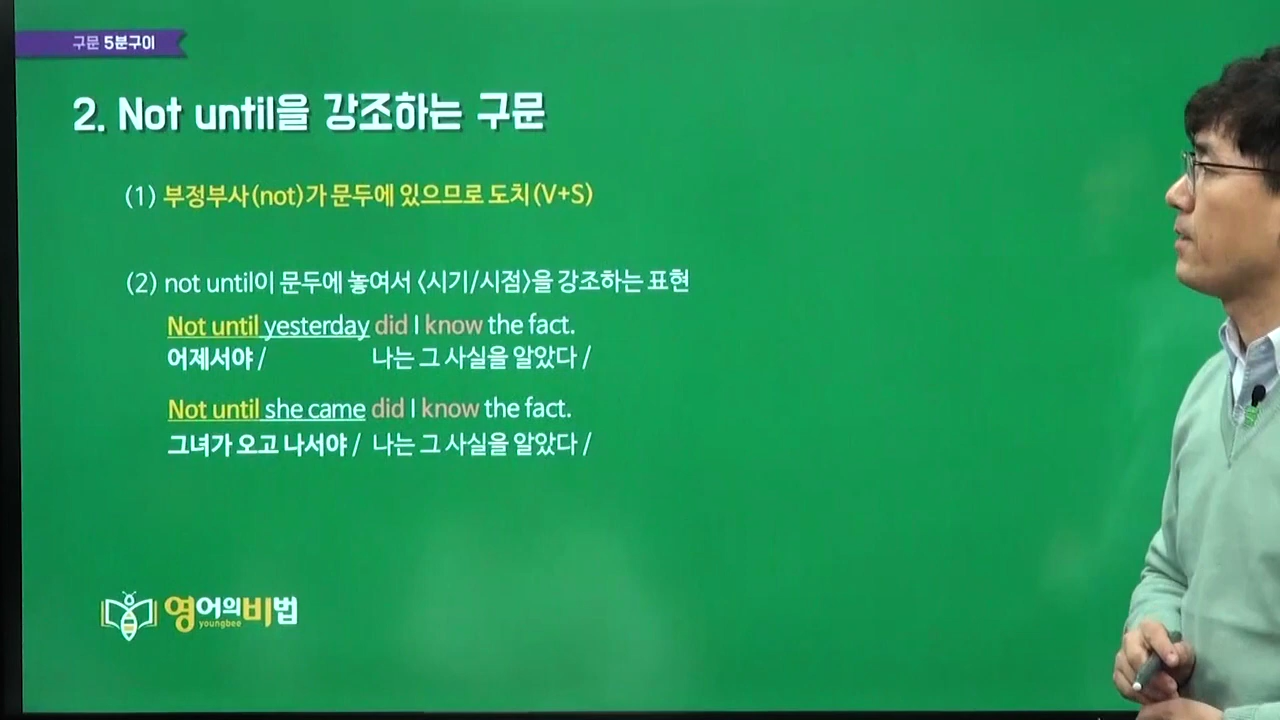 구문 5분구이
2. Not until을 강조하는 구문
(1) 부정부사(not)가 문두에 있으므로 도치(V+S)
(2) not until이 문두에 놓여서 <시기/시점>을 강조하는 표현
Not until yesterday did I know the fact.
어제서야 / 나는 그 사실을 알았다 /
Not until she came did I know the fact.
그녀가 오고 나서야 / 나는 그 사실을 알았다 /
영어의비법
youngbee